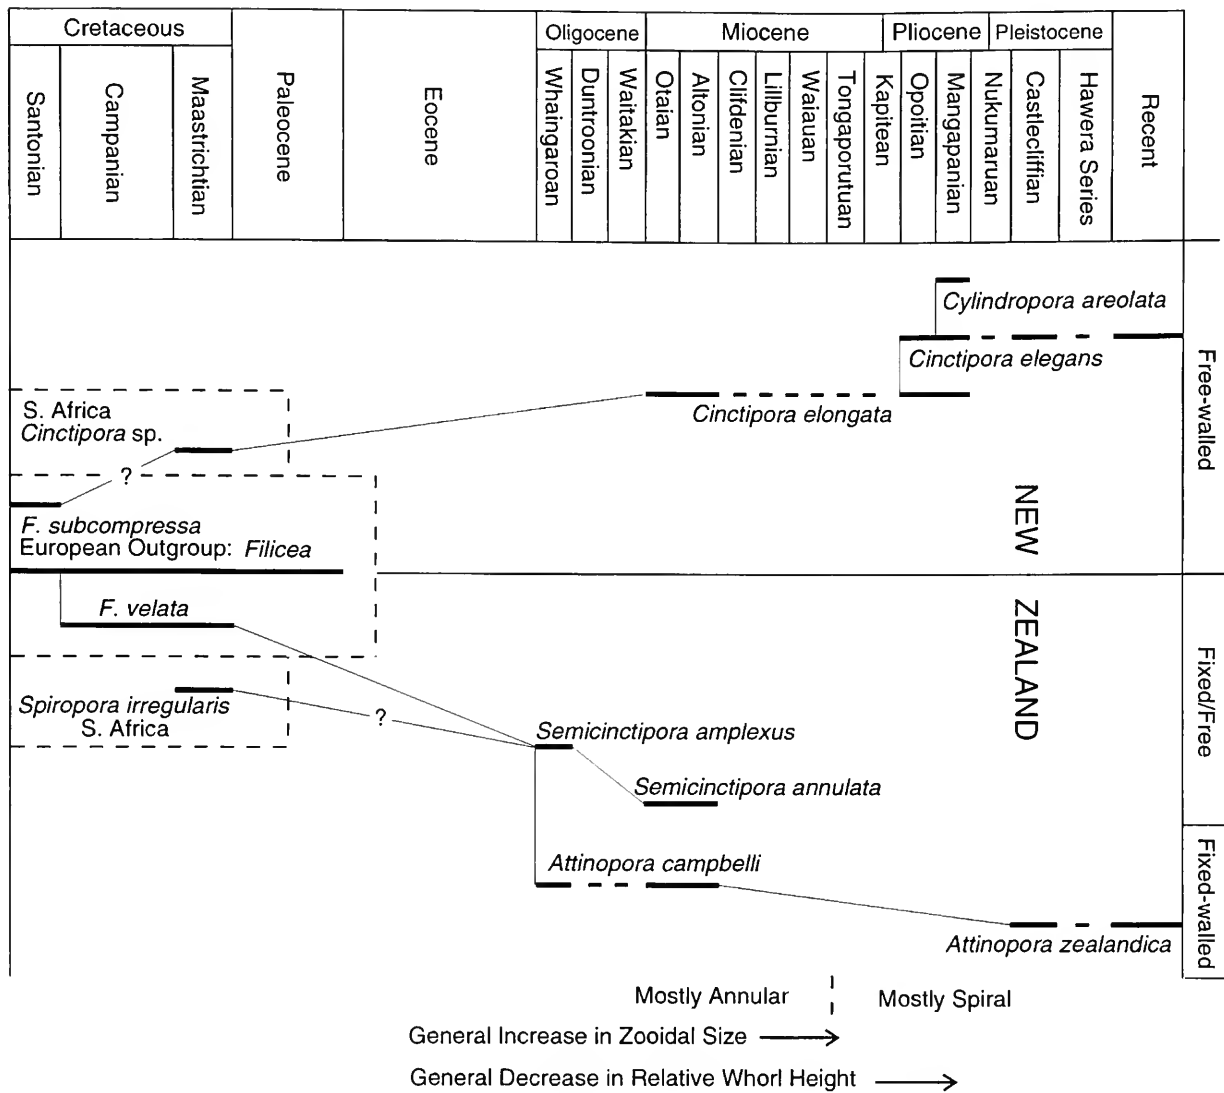 Cretaceous
Oligocene
Miocene
Pliocene
Pleistocene
Santonian
Campanian
Maastrichtian
Paleocene
Eocene
Whaingaroan
Duntroonian
Waitakian
Otaian
Altonian
Clifdenian
Lillburnian
Waiauan
Tongaporutuan
Kapitean
Opoitian
Mangapanian
Nukumaruan
Castlecliffian
Hawera Series
Recent
Cylindropora areolata
Cinctipora elegans
Free-walled
S. Africa
Cinctipora sp.
Cinctipora elongata
?
F. subcompressa
European Outgroup: Filicea
NEW ZEALAND
F. velata
Fixed/Free
Spiropora irregularis
S. Africa
?
Semicinctipora amplexus
Semicinctipora annulata
Attinopora campbelli
Fixed-walled
Attinopora zealandica
Mostly Annular
Mostly Spiral
General Increase in Zooidal Size
General Decrease in Relative Whorl Height